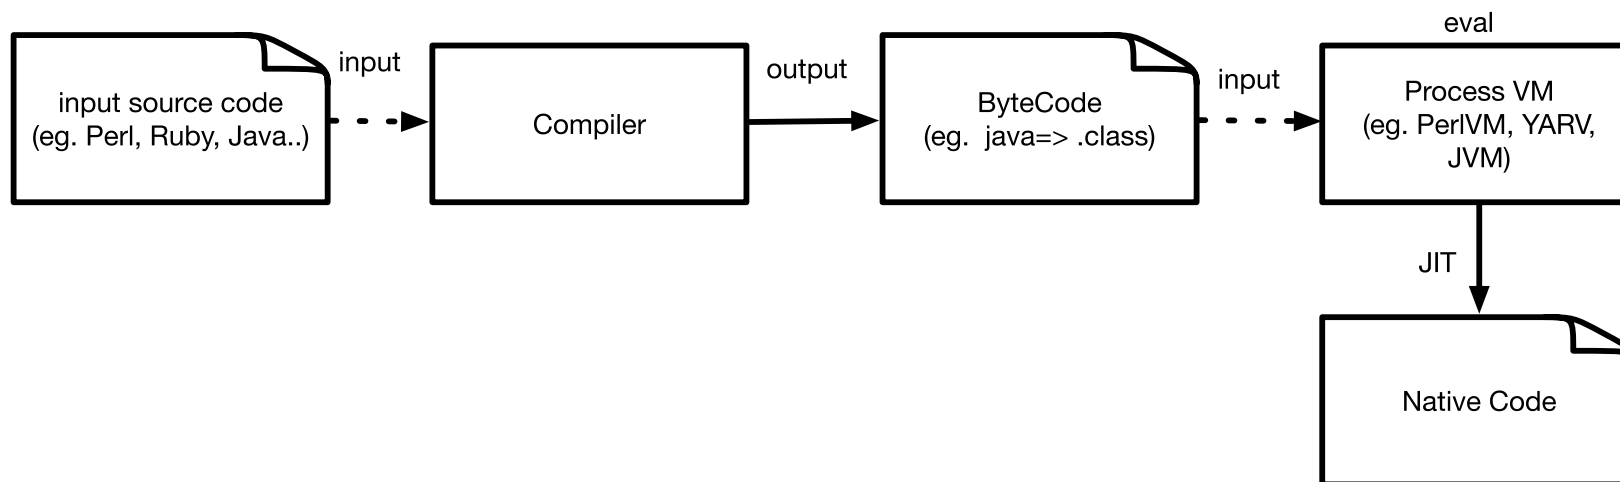 eval
input
output
input
input source code
(eg. Perl, Ruby, Java..)
Compiler
ByteCode
(eg.  java=> .class)
Process VM
(eg. PerlVM, YARV,
JVM)
JIT
Native Code